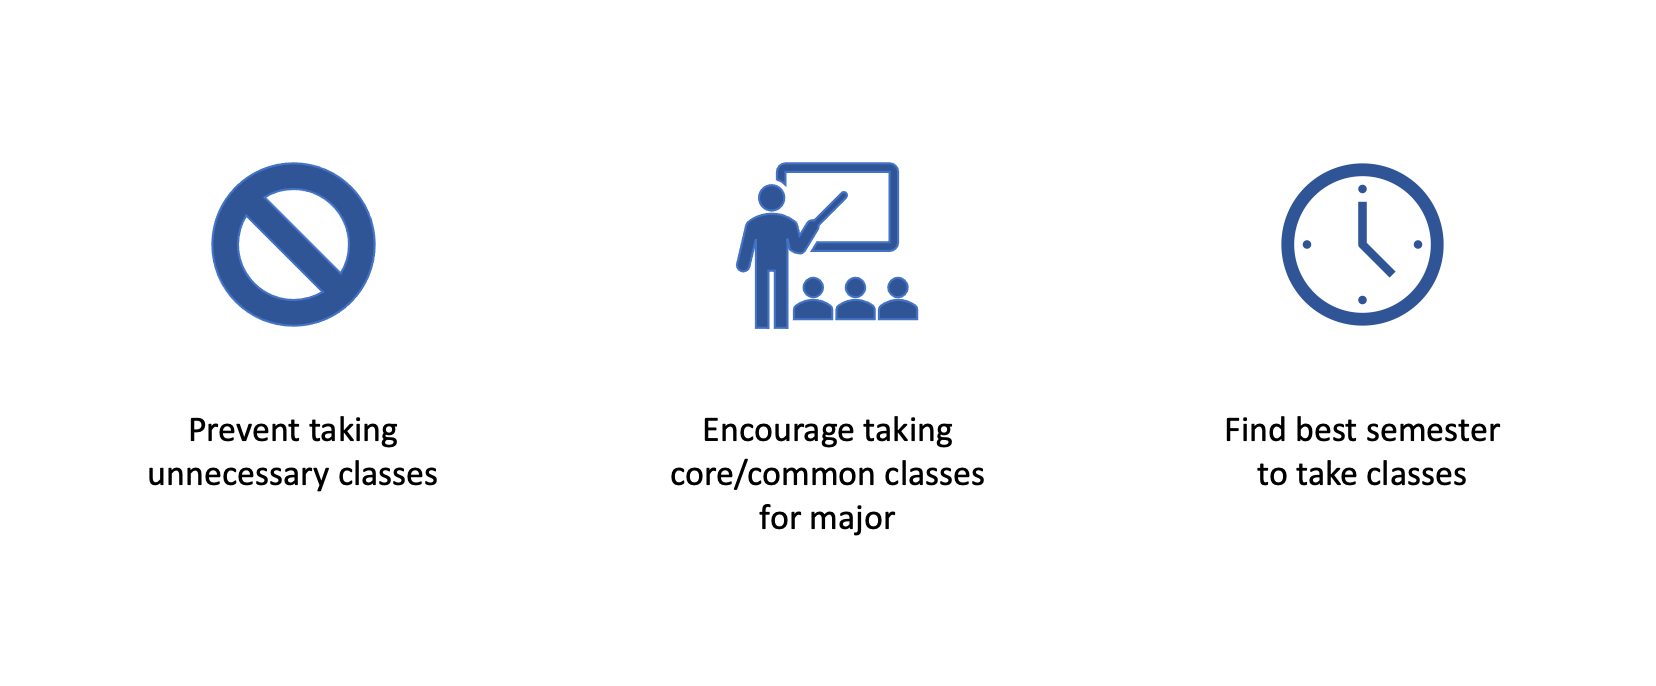 Prevent taking
unnecessary classes
Encourage taking
core/common classes
for major
Find best semester
to take classes